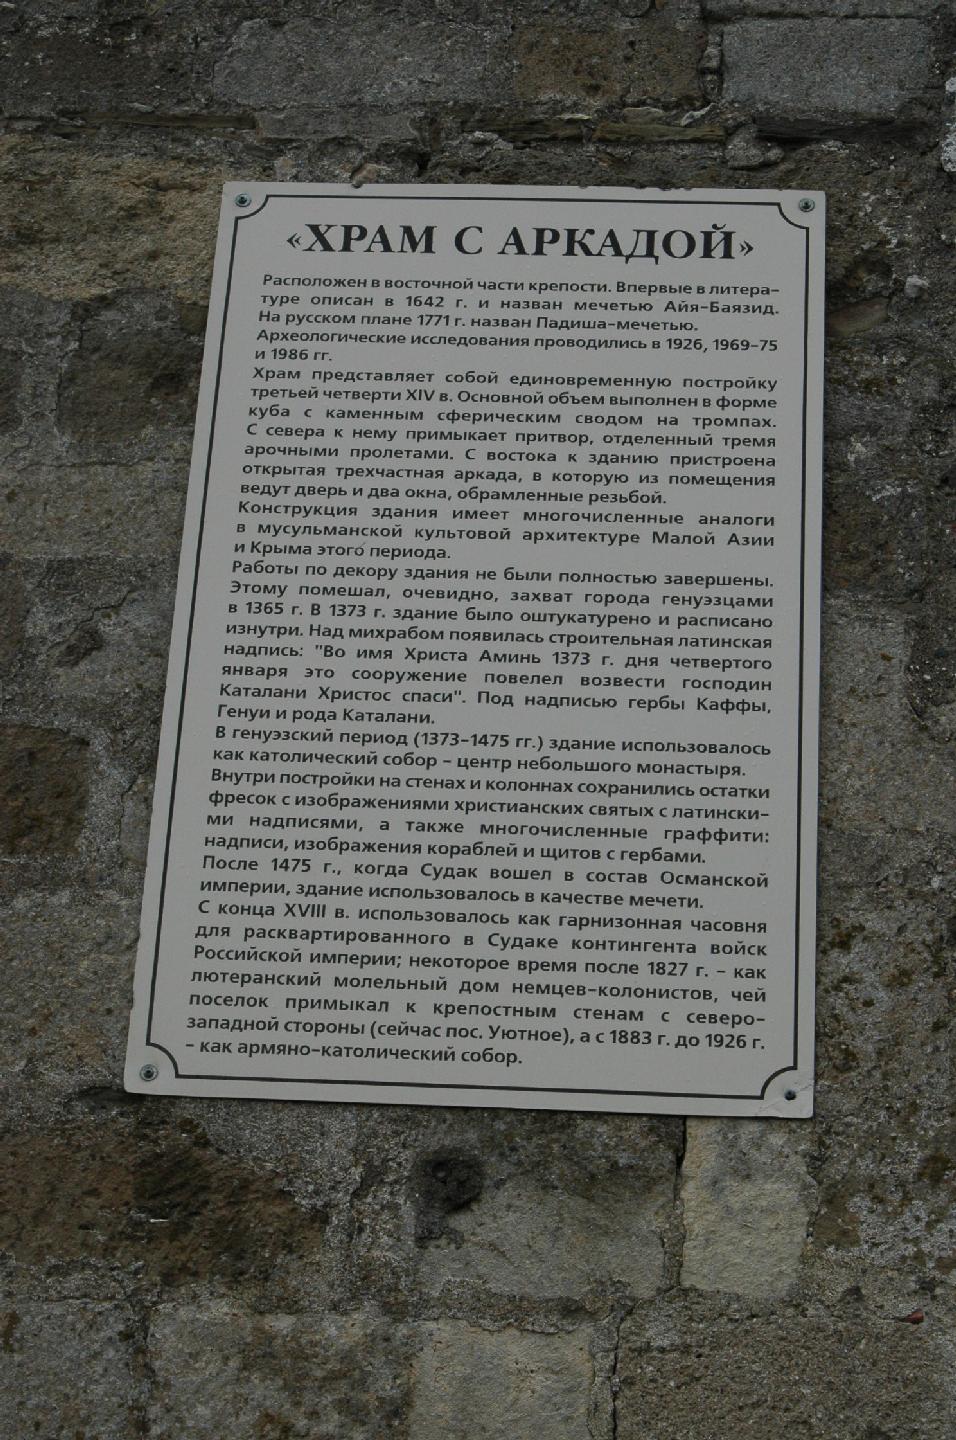 «ХРАМ С АРКАДОЙ»
Расположен в восточной части крепости. Впервые в литера-
туре описан в 1642 г. и назван мечетью Айя-Баязид.
На русском плане 1771 г. назван Падиша-мечетью.
Археологические исследования проводились в 1926, 1969-75
и 1986 гг.
Храм представляет собой единовременную постройку
третьей четверти XIV в. Основной объем выполнен в форме
куба с каменным сферическим сводом на тромпах.
С севера к нему примыкает притвор, отделенный тремя
арочными пролетами. С востока к зданию пристроена
открытая трехчастная аркада, в которую из помещения
ведут дверь и два окна, обрамленные резьбой.
Конструкция здания имеет многочисленные аналоги
в мусульманской культовой архитектуре Малой Азии
и Крыма этого периода.
Работы по декору здания не были полностью завершены.
Этому помешал, очевидно, захват города генуэзцами
в 1365 г. В 1373 г. здание было оштукатурено и расписано
изнутри. Над михрабом появилась строительная латинская
надпись: "Во имя Христа Аминь 1373 г. дня четвертого
января это сооружение повелел возвести господин
Каталани Христос спаси". Под надписью гербы Каффы,
Генуи и рода Каталани.
В генуэзский период (1373-1475 гг.) здание использовалось
как католический собор - центр небольшого монастыря.
Внутри постройки на стенах и колоннах сохранились остатки
фресок с изображениями христианских святых с латински-
ми надписями, а также многочисленные граффити:
надписи, изображения кораблей и щитов с гербами.
После 1475 г., когда Судак вошел в состав Османской
империи, здание использовалось в качестве мечети.
С конца XVIII в. использовалось как гарнизонная часовня
для расквартированного в Судаке контингента войск
Российской империи; некоторое время после 1827 г. - как
лютеранский молельный дом немцев-колонистов, чей
поселок примыкал к крепостным стенам с северо-
западной стороны (сейчас пос. Уютное), а с 1883 г. до 1926 г.
- как армяно-католический собор.